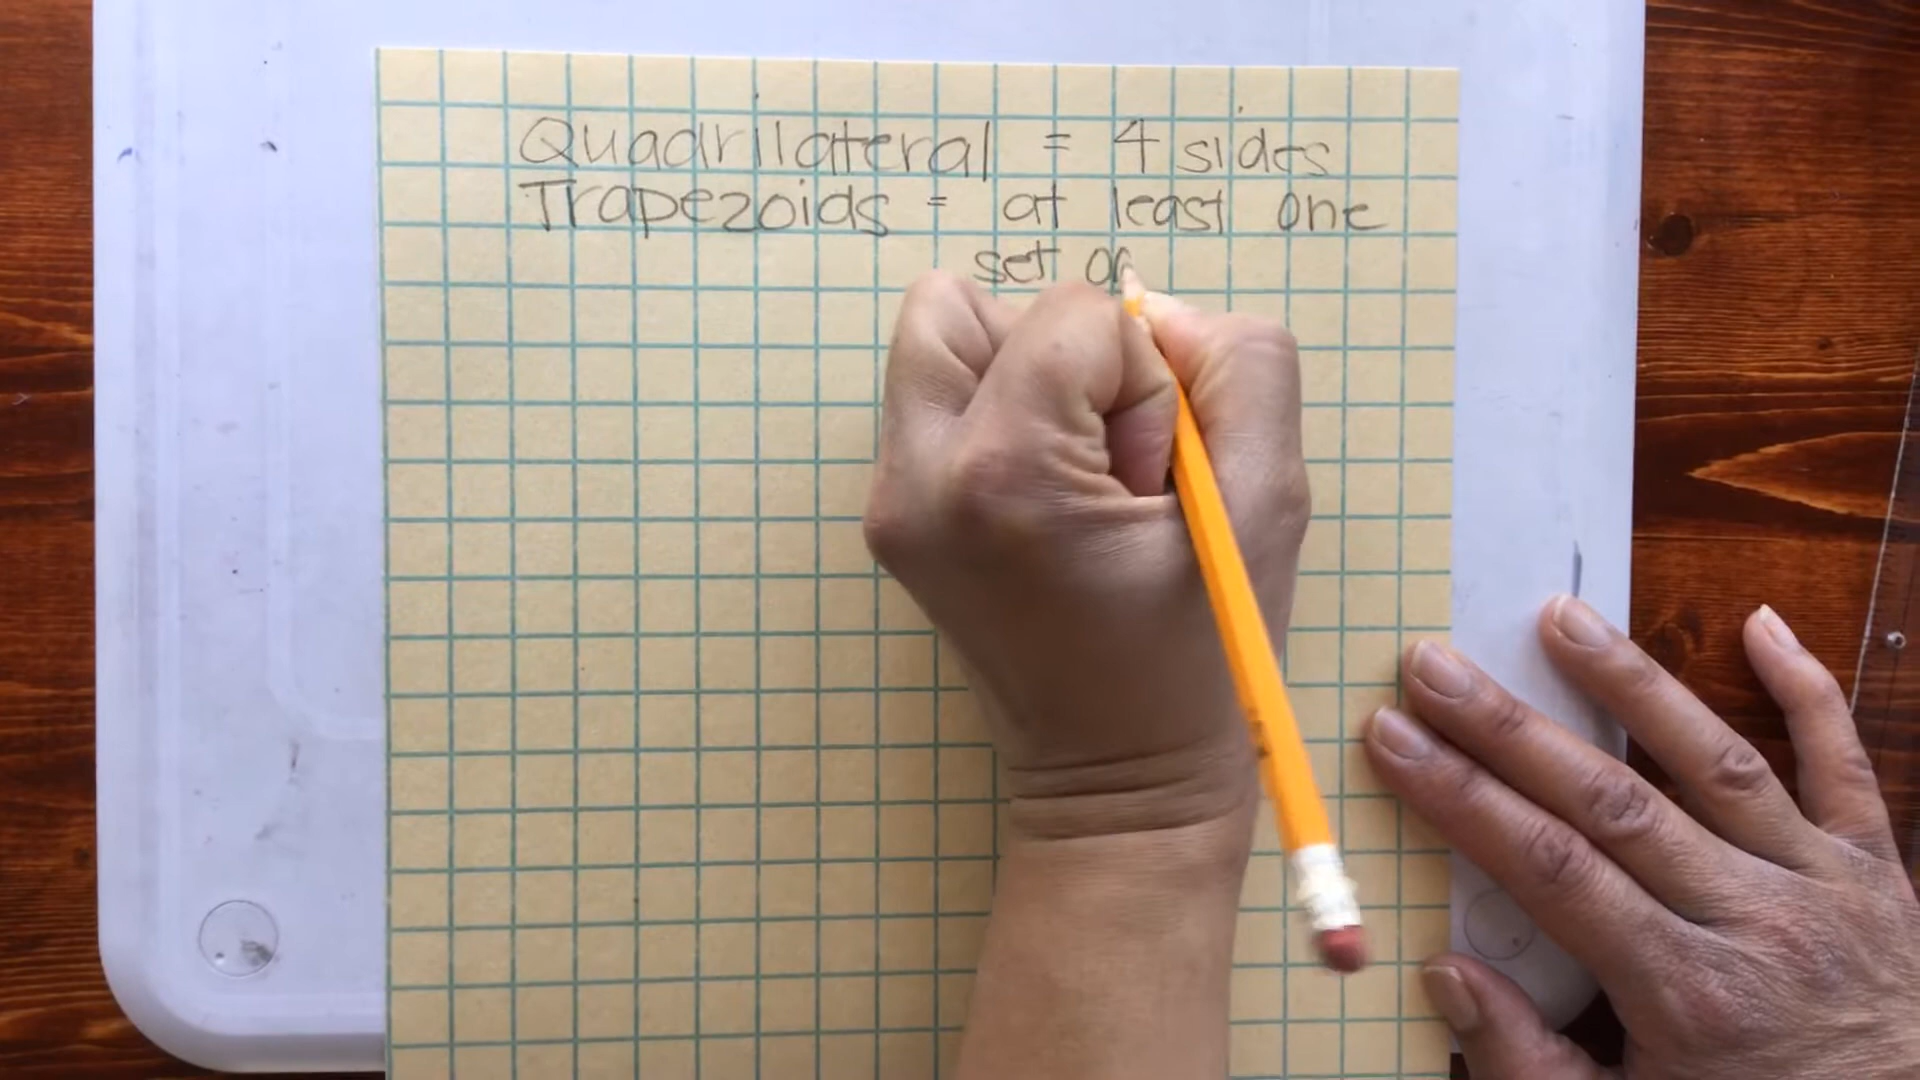 Quadrilateral = 4 sides
Trapezoids = at least one
set of